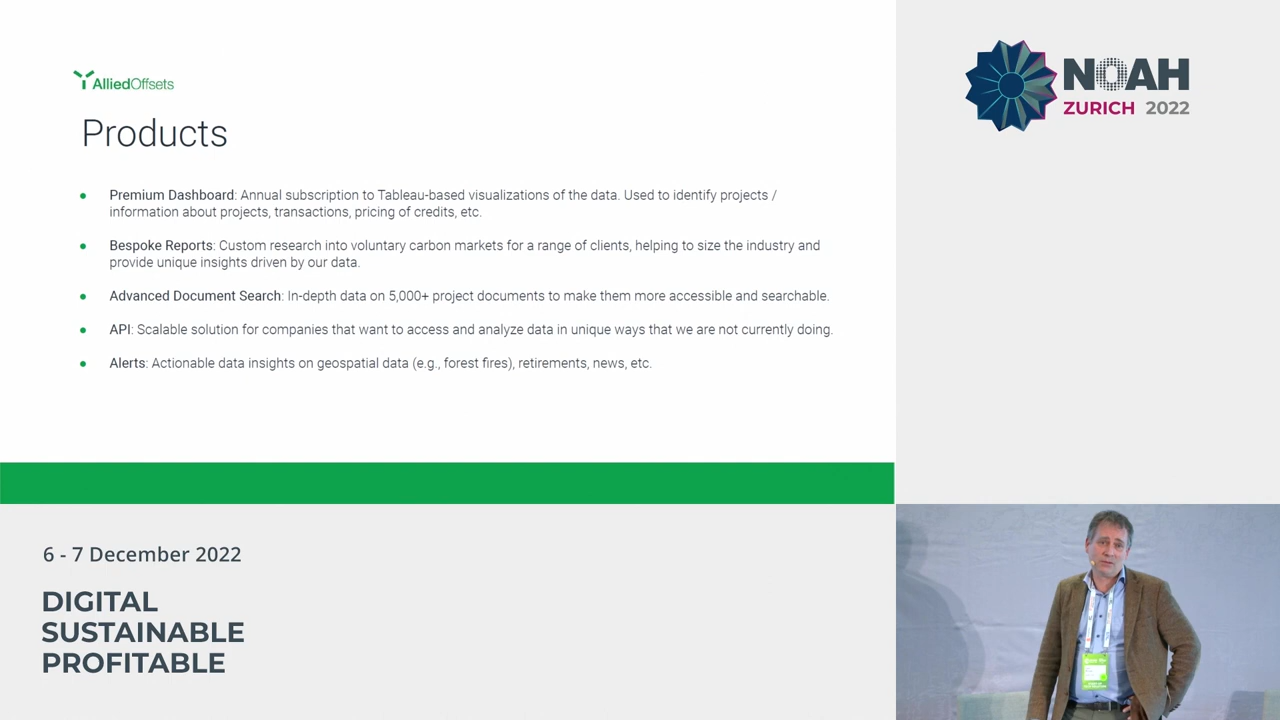 AlliedOffsets
Products
Premium Dashboard: Annual subscription to Tableau-based visualizations of the data. Used to identify projects /
information about projects, transactions, pricing of credits, etc.
Bespoke Reports: Custom research into voluntary carbon markets for a range of clients, helping to size the industry and
provide unique insights driven by our data.
Advanced Document Search: In-depth data on 5,000+ project documents to make them more accessible and searchable.
API: Scalable solution for companies that want to access and analyze data in unique ways that we are not currently doing.
Alerts: Actionable data insights on geospatial data (e.g., forest fires), retirements, news, etc.
NOAH
ZURICH 2022
6 - 7 December 2022
DIGITAL
SUSTAINABLE
PROFITABLE